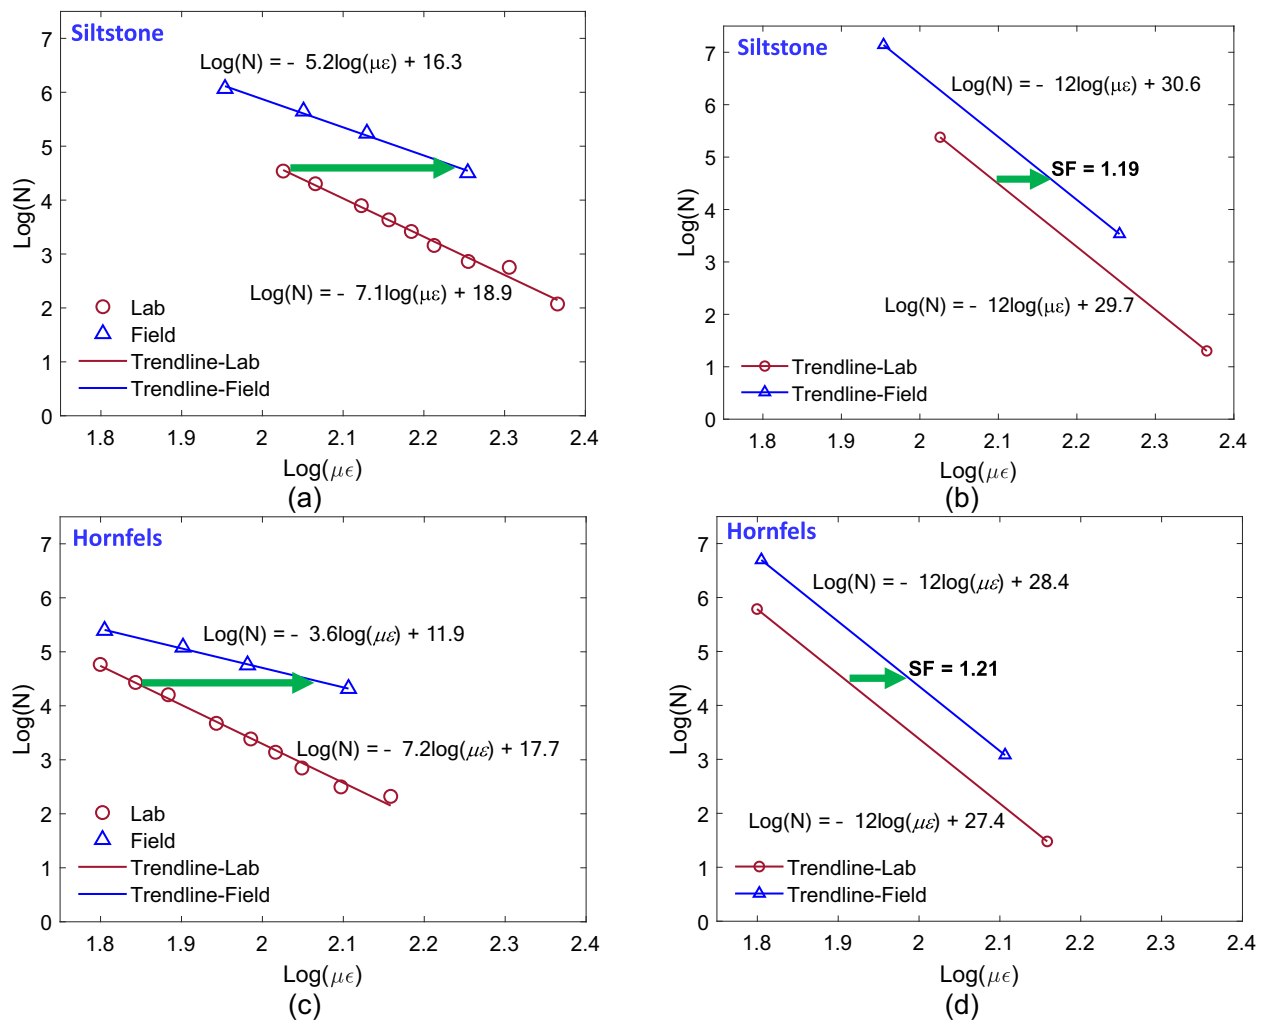 Siltstone
Log(N) = - 5.2log(με) + 16.3
Log(N) = - 7.1log(με) + 18.9
Lab
Field
Trendline-Lab
Trendline-Field
7
6
5
4
3
2
1
0
Log(N)
1.8 1.9 2 2.1 2.2 2.3 2.4
Log(μϵ)
(a)
Siltstone
Log(N) = - 12log(με) + 30.6
SF = 1.19
Log(N) = - 12log(με) + 29.7
Trendline-Lab
Trendline-Field
7
6
5
4
3
2
1
0
Log(N)
1.8 1.9 2 2.1 2.2 2.3 2.4
Log(μϵ)
(b)
Hornfels
Log(N) = - 3.6log(με) + 11.9
Log(N) = - 7.2log(με) + 17.7
Lab
Field
Trendline-Lab
Trendline-Field
7
6
5
4
3
2
1
0
Log(N)
1.8 1.9 2 2.1 2.2 2.3 2.4
Log(μϵ)
(c)
Hornfels
Log(N) = - 12log(με) + 28.4
SF = 1.21
Log(N) = - 12log(με) + 27.4
Trendline-Lab
Trendline-Field
7
6
5
4
3
2
1
0
Log(N)
1.8 1.9 2 2.1 2.2 2.3 2.4
Log(μϵ)
(d)